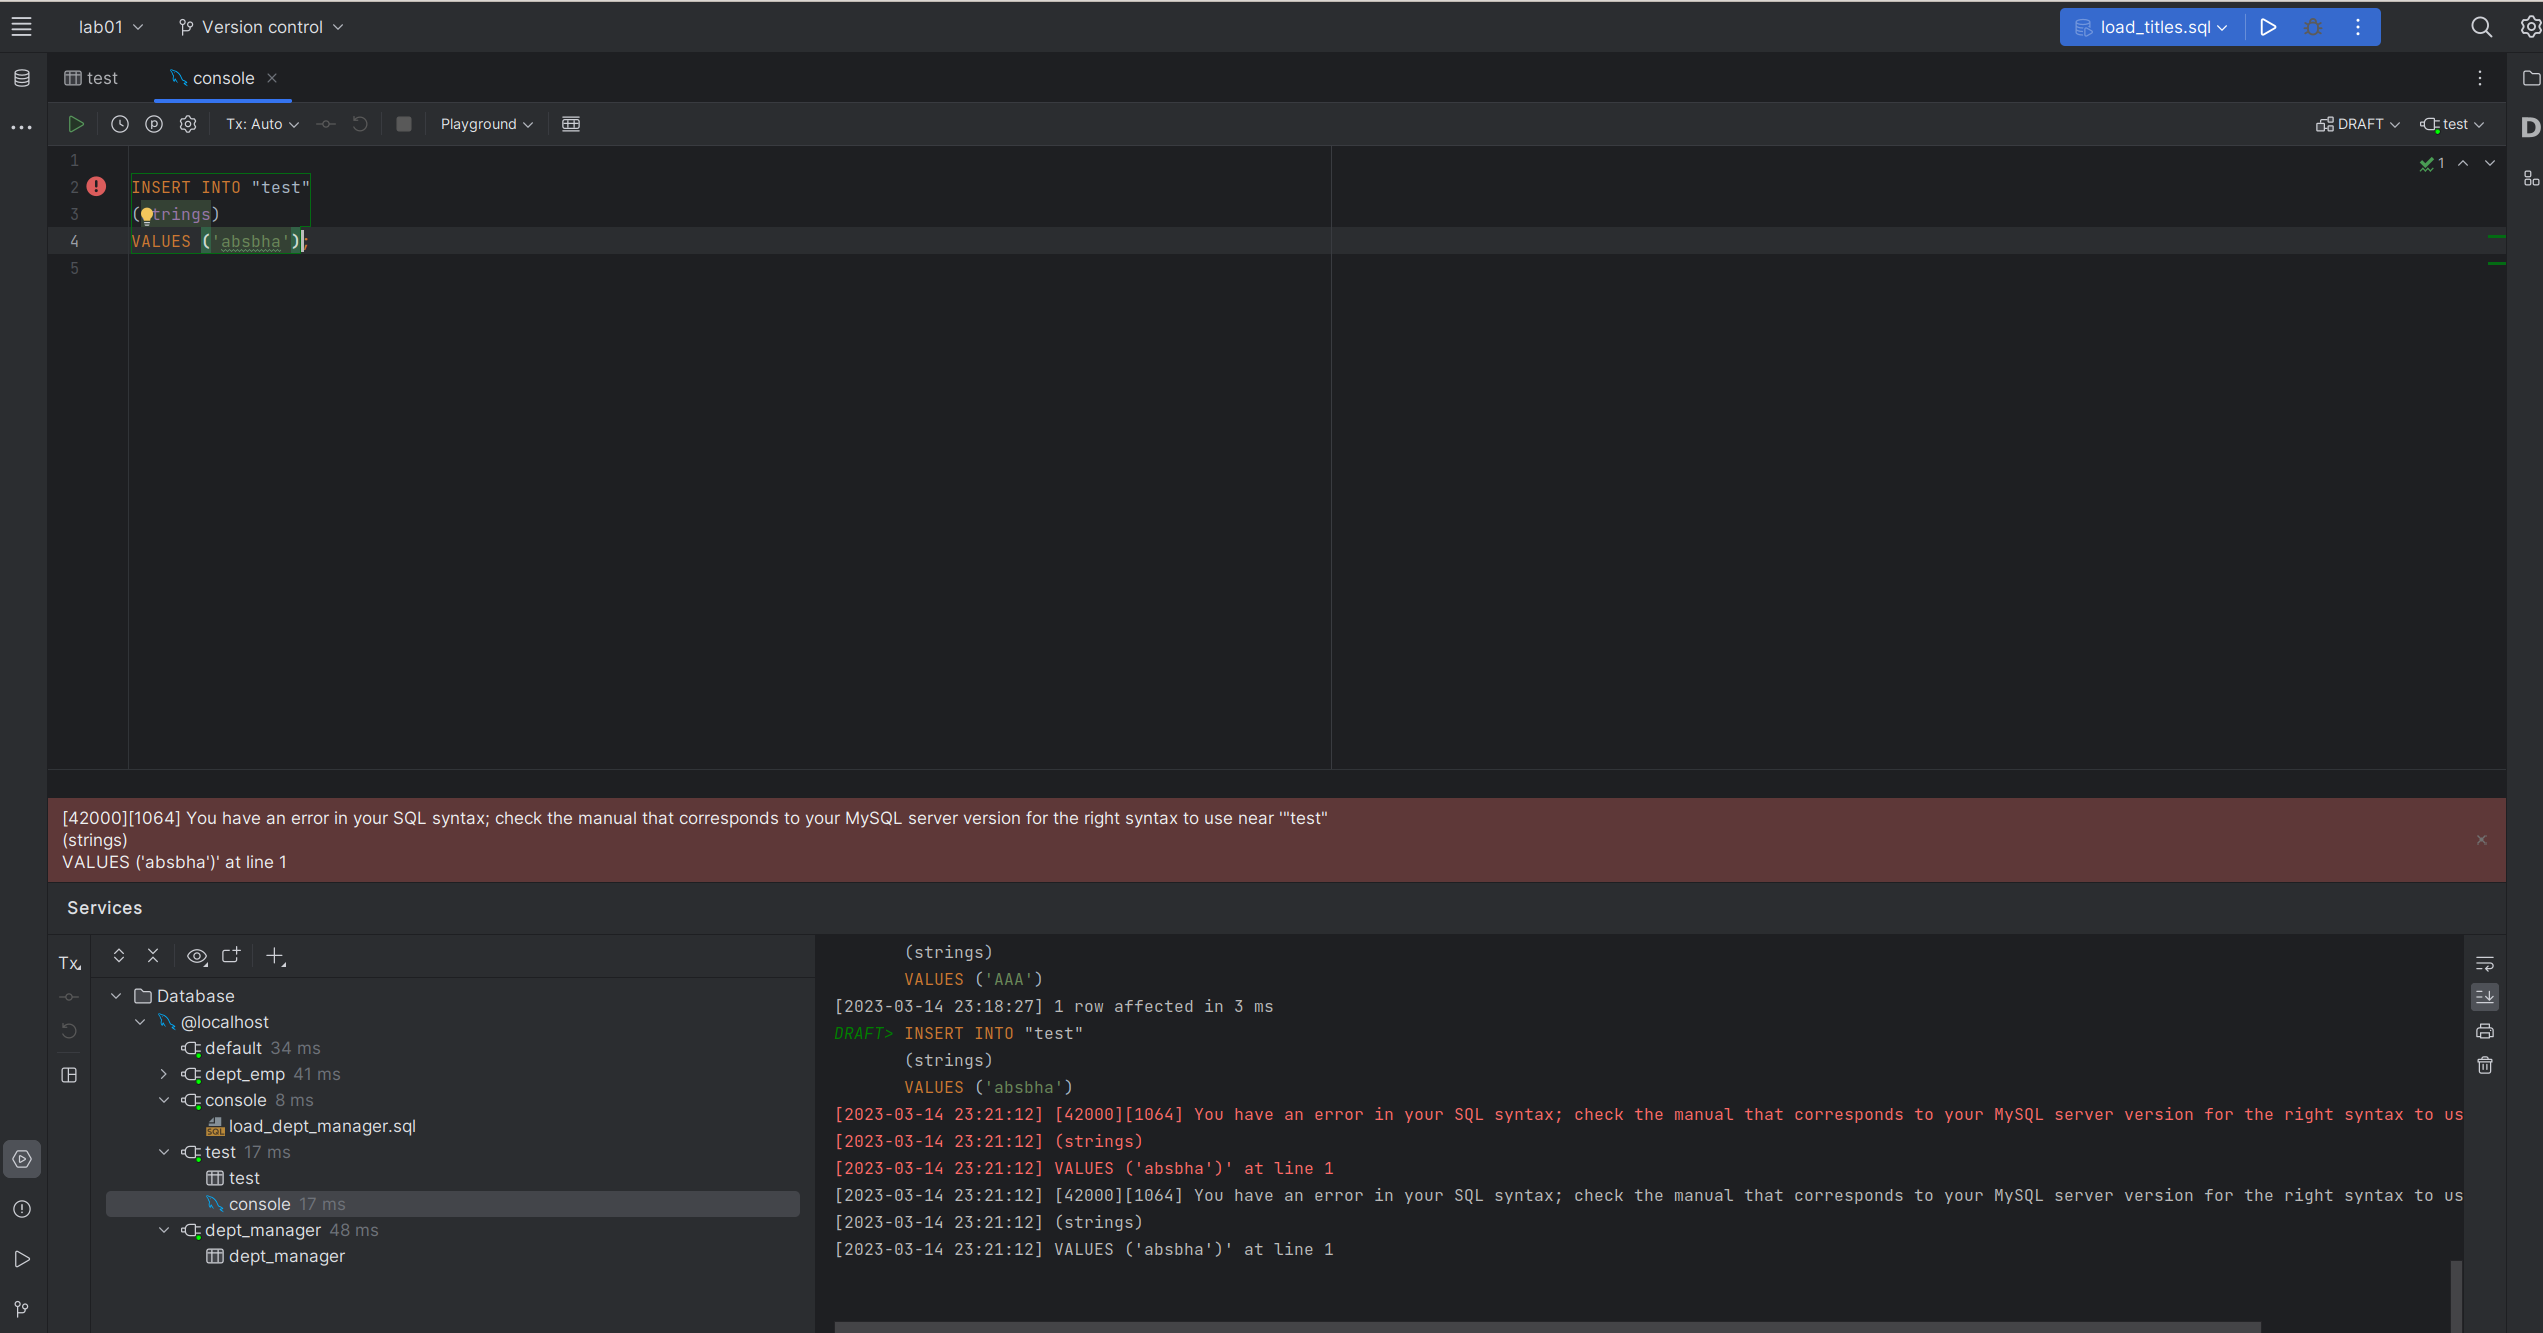 lab01
Version control
load_titles.sql
test
console
Tx: Auto
Playground
DRAFT
test
1
1
2 INSERT INTO "test"
3 (strings)
4 VALUES ('absbha');
5
[42000][1064] You have an error in your SQL syntax; check the manual that corresponds to your MySQL server version for the right syntax to use near '"test"
(strings)
VALUES ('absbha')' at line 1
Services
Tx
Database
@localhost
default 34 ms
dept_emp 41 ms
console 8 ms
load_dept_manager.sql
test 17 ms
test
console 17 ms
dept_manager 48 ms
dept_manager
(strings)
VALUES ('AAA')
[2023-03-14 23:18:27] 1 row affected in 3 ms
DRAFT> INSERT INTO "test"
(strings)
VALUES ('absbha')
[2023-03-14 23:21:12] [42000][1064] You have an error in your SQL syntax; check the manual that corresponds to your MySQL server version for the right syntax to us
[2023-03-14 23:21:12] (strings)
[2023-03-14 23:21:12] VALUES ('absbha')' at line 1
[2023-03-14 23:21:12] [42000][1064] You have an error in your SQL syntax; check the manual that corresponds to your MySQL server version for the right syntax to us
[2023-03-14 23:21:12] (strings)
[2023-03-14 23:21:12] VALUES ('absbha')' at line 1
D